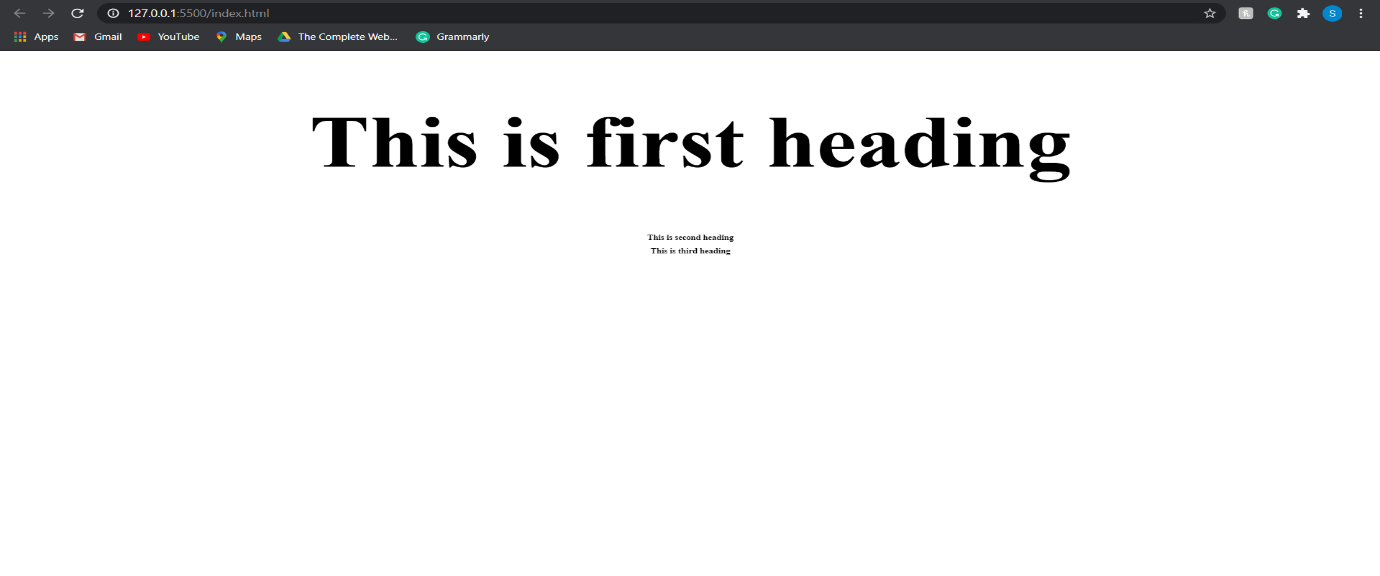 127.0.0.1:5500/index.html
S
Apps Gmail YouTube Maps The Complete Web... Grammarly
This is first heading
This is second heading
This is third heading